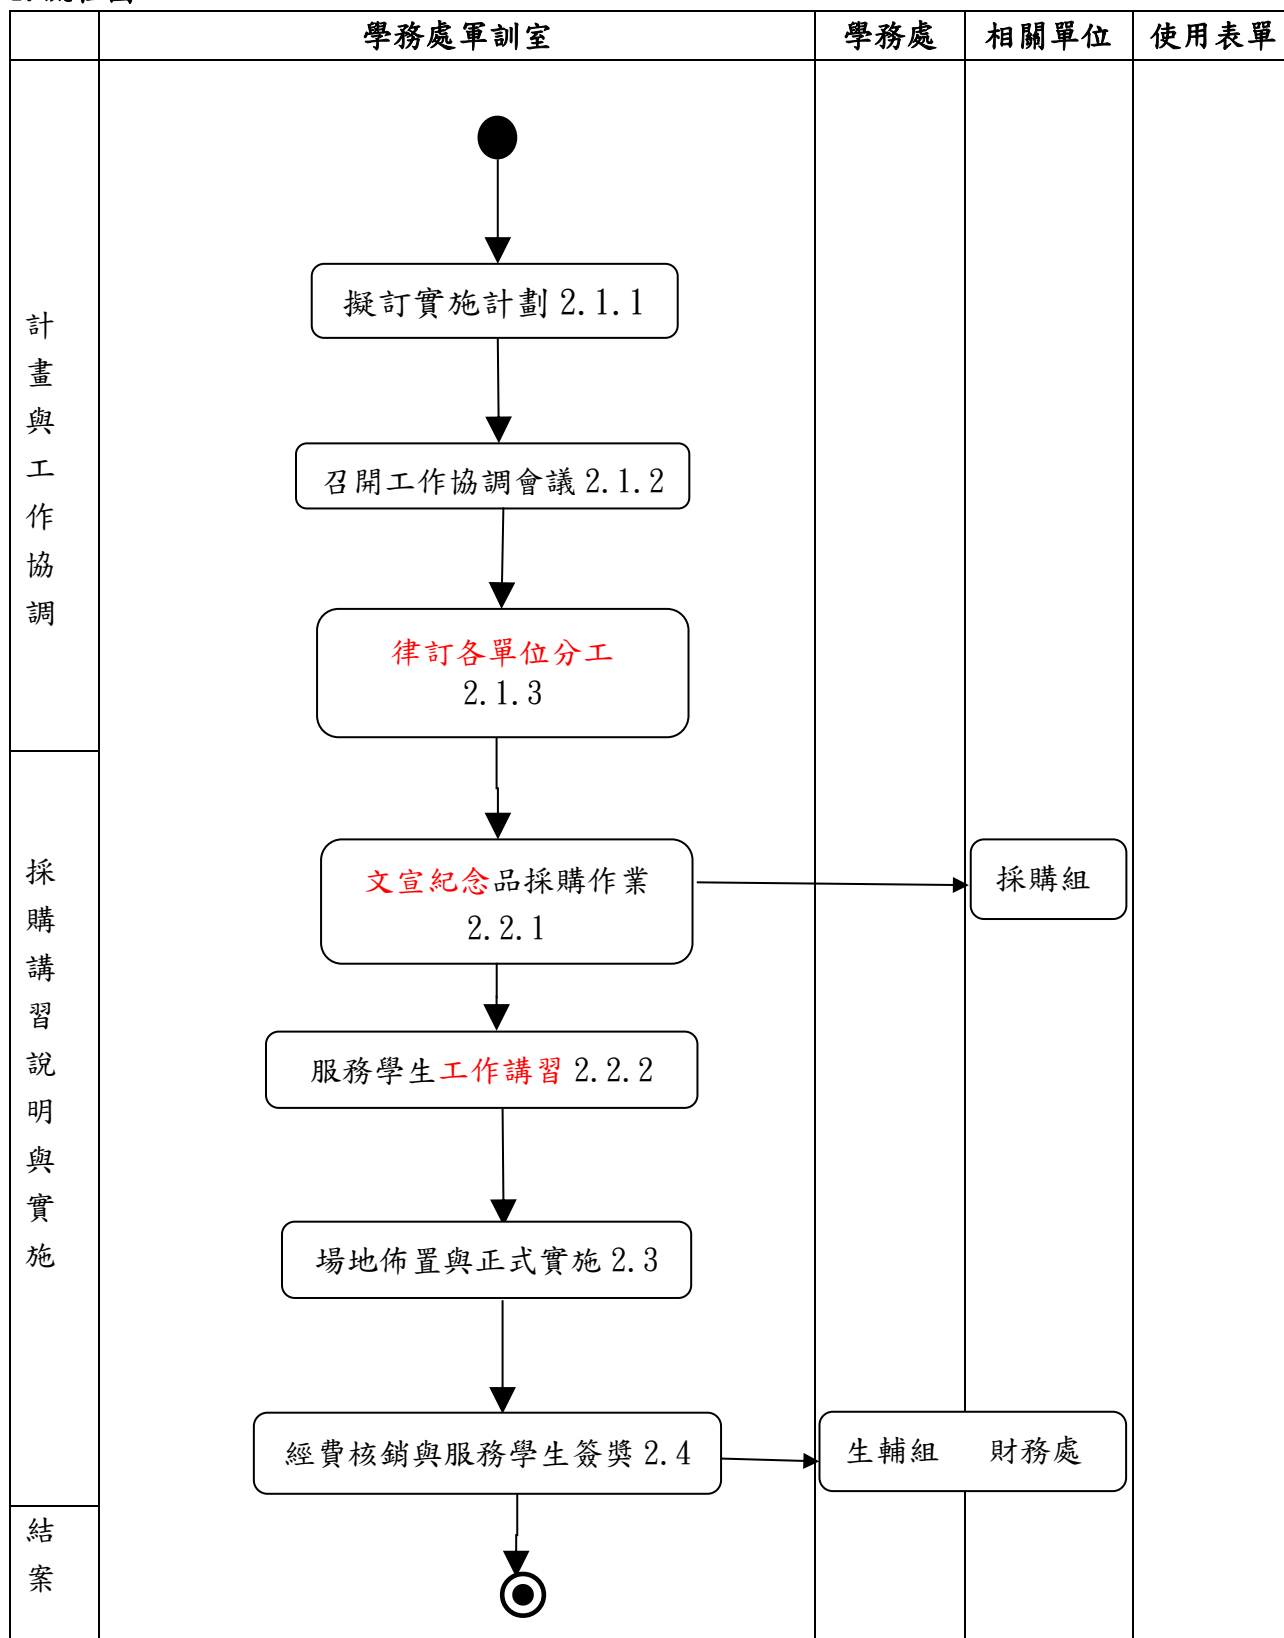 學務處軍訓室
學務處
相關單位
使用表單
計畫與工作協調
擬訂實施計劃 2.1.1
召開工作協調會議 2.1.2
律訂各單位分工
2.1.3
採購講習說明與實施
文宣紀念品採購作業
2.2.1
採購組
服務學生工作講習 2.2.2
場地佈置與正式實施 2.3
經費核銷與服務學生簽獎 2.4
生輔組 財務處
結案